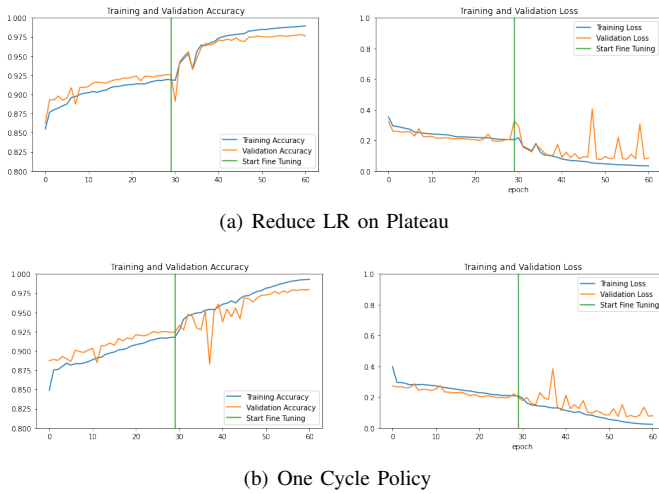 Training and Validation Accuracy
1.000
0.975
0.950
0.925
0.900
0.875
0.850
0.825
0.800
0 10 20 30 40 50 60
Training Accuracy
Validation Accuracy
Start Fine Tuning
Training and Validation Loss
1.0
0.8
0.6
0.4
0.2
0.0
0 10 20 30 40 50 60
epoch
Training Loss
Validation Loss
Start Fine Tuning
(a) Reduce LR on Plateau
Training and Validation Accuracy
1.000
0.975
0.950
0.925
0.900
0.875
0.850
0.825
0.800
0 10 20 30 40 50 60
Training Accuracy
Validation Accuracy
Start Fine Tuning
Training and Validation Loss
1.0
0.8
0.6
0.4
0.2
0.0
0 10 20 30 40 50 60
epoch
Training Loss
Validation Loss
Start Fine Tuning
(b) One Cycle Policy